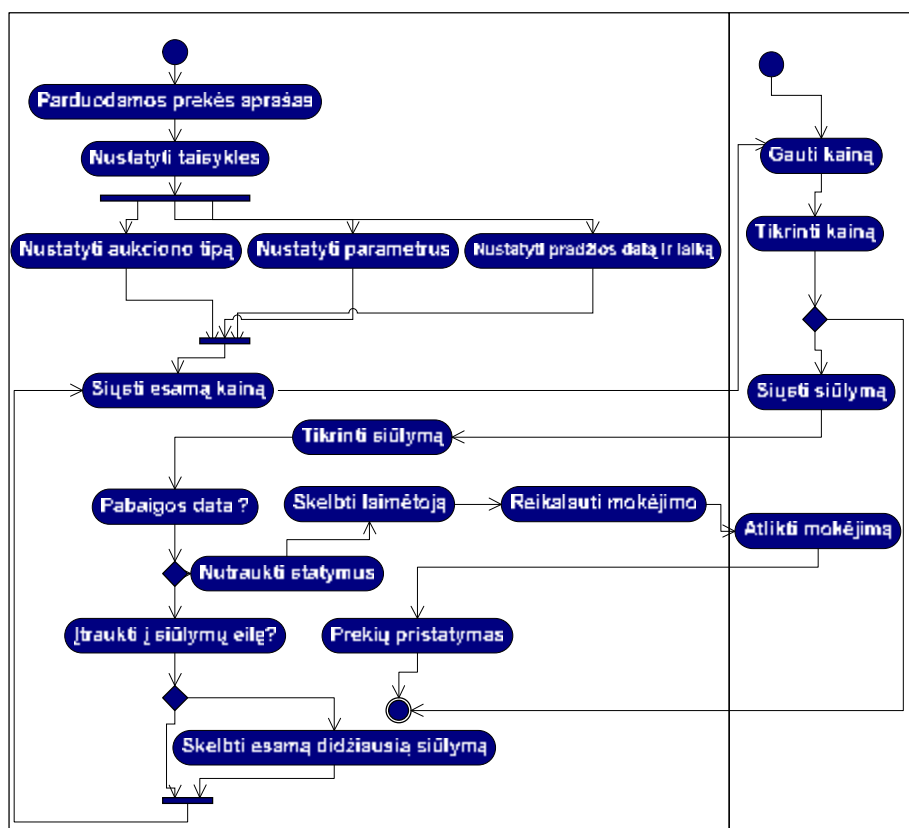 Parduodamos prekės aprašas
Nustatyti taisykles
Gauti kainą
Nustatyti aukciono tipą
Nustatyti parametrus
Nustatyti pradžios datą ir laiką
Tikrinti kainą
Siųsti esamą kainą
Siųsti siūlymą
Tikrinti siūlymą
Pabaigos data ?
Skelbti laimėtoją
Reikalauti mokėjimo
Atlikti mokėjimą
Nutraukti statymus
Įtraukti į siūlymų eilę?
Prekių pristatymas
Skelbti esamą didžiausią siūlymą